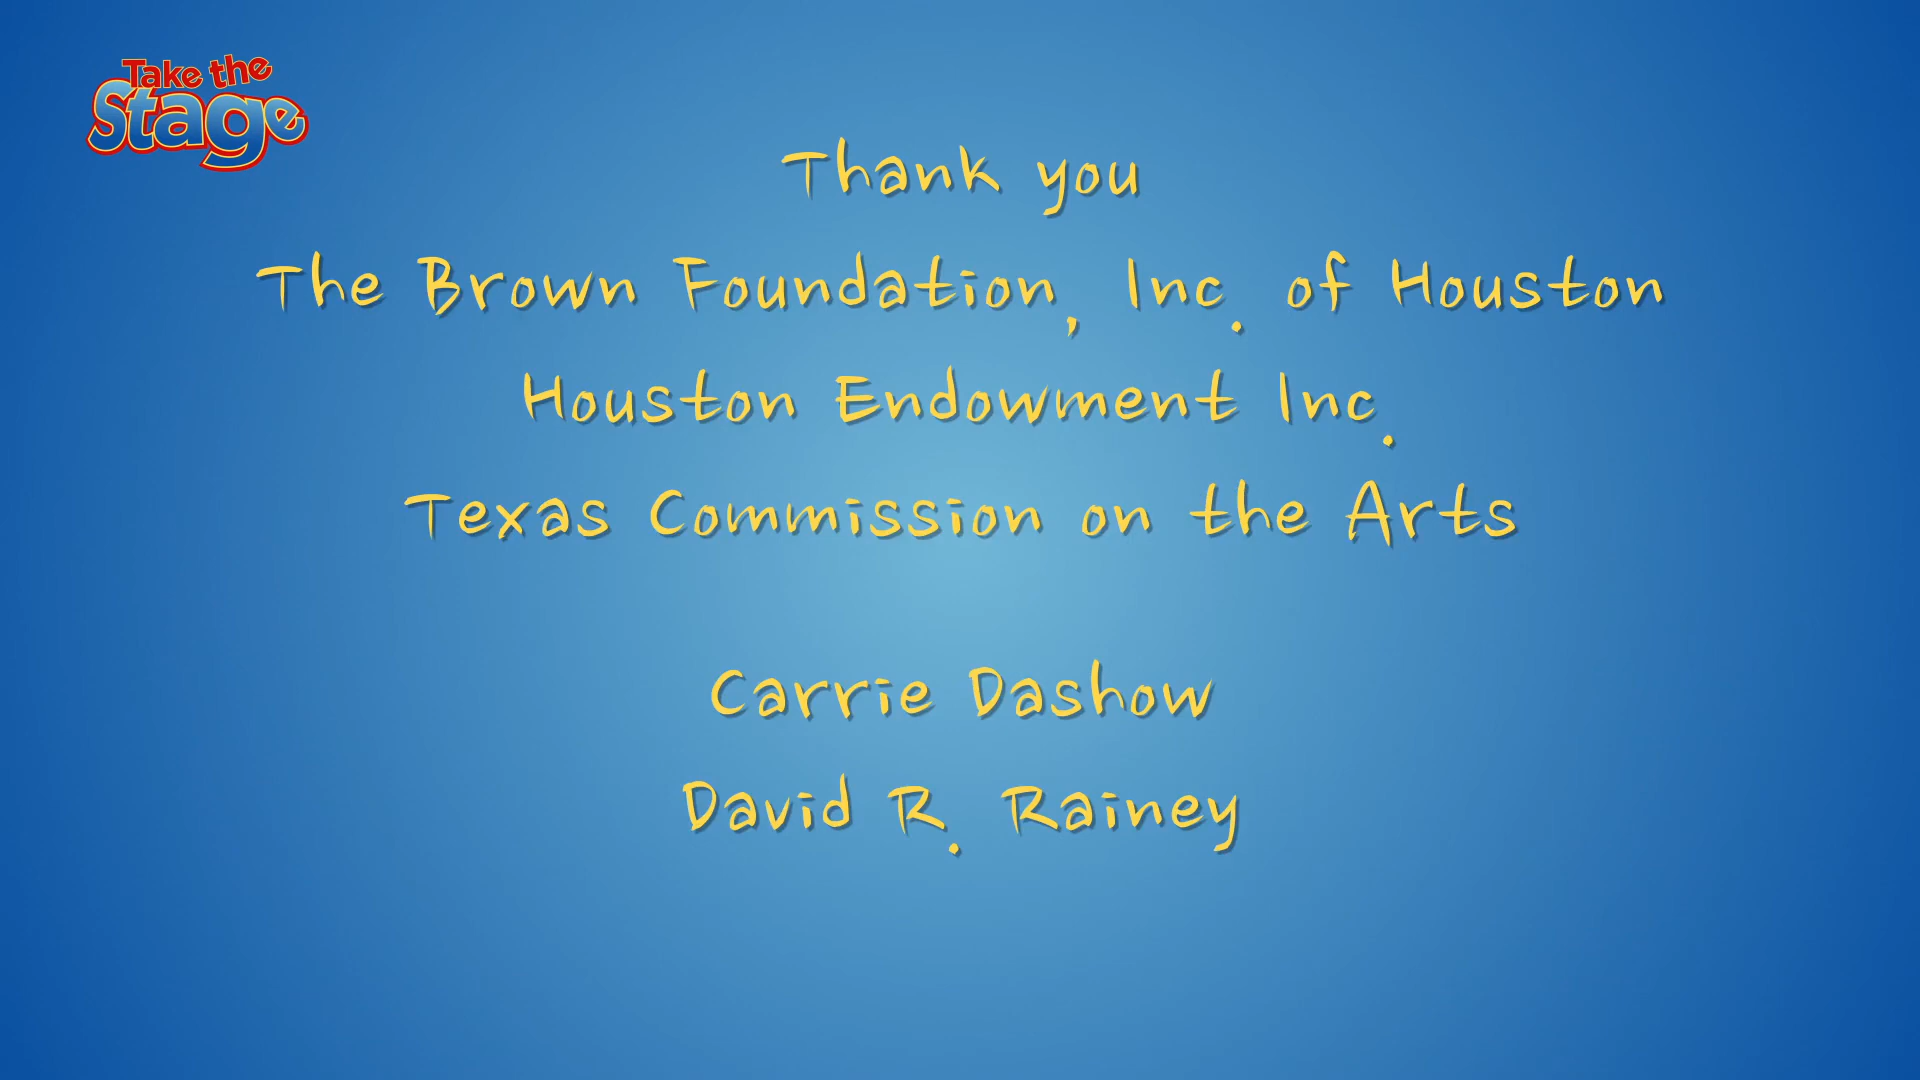 Take the
Stage
Thank you
The Brown Foundation, Inc. of Houston
Houston Endowment Inc.
Texas Commission on the Arts
Carrie Dashow
David R. Rainey